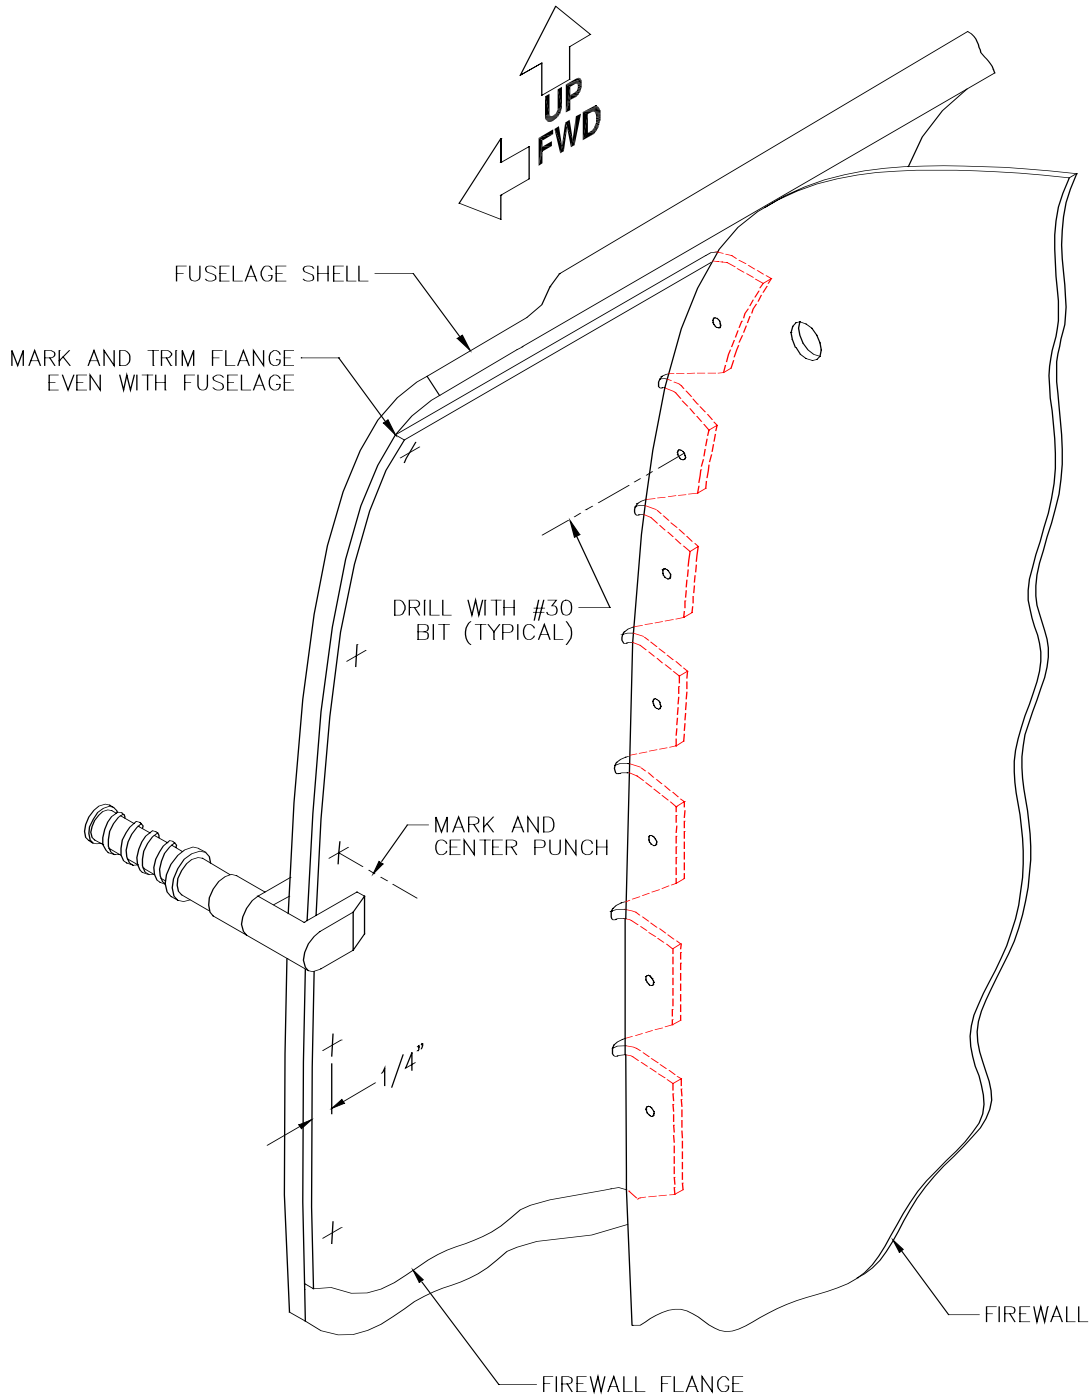 UP
FWD
FUSELAGE SHELL
MARK AND TRIM FLANGE
EVEN WITH FUSELAGE
DRILL WITH #30
BIT (TYPICAL)
MARK AND
CENTER PUNCH
1/4"
FIREWALL
FIREWALL FLANGE